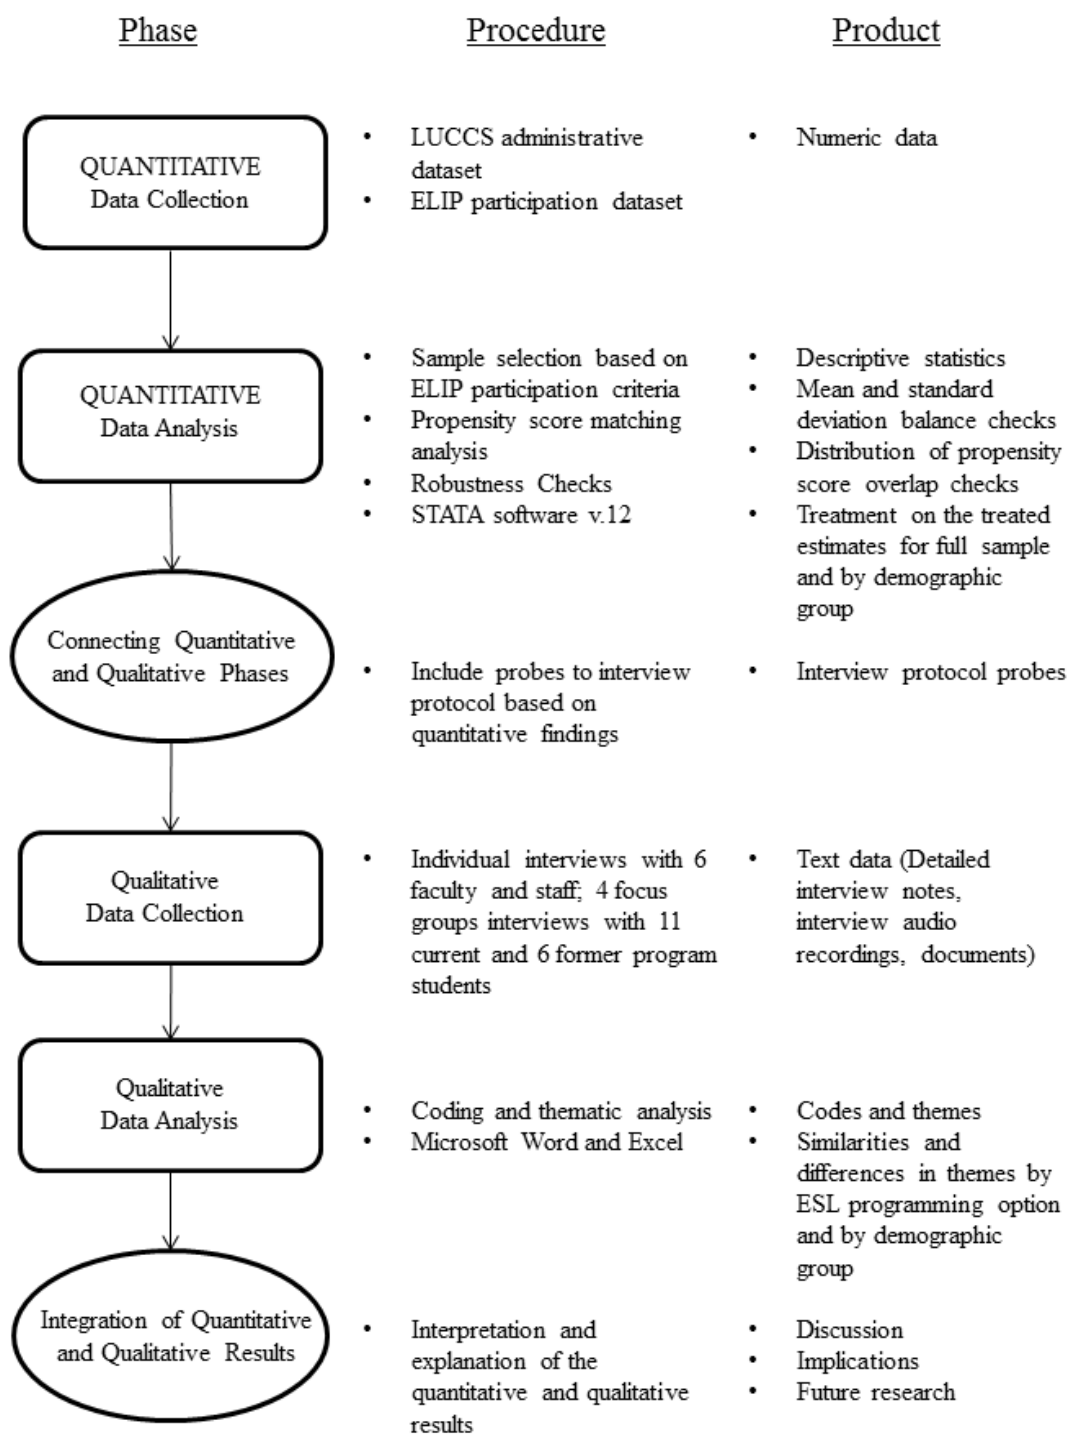 Phase
Procedure
Product
QUANTITATIVE
Data Collection
• LUCCS administrative
dataset
• ELIP participation dataset
• Numeric data
QUANTITATIVE
Data Analysis
• Sample selection based on
ELIP participation criteria
• Propensity score matching
analysis
• Robustness Checks
• STATA software v.12
• Descriptive statistics
• Mean and standard
deviation balance checks
• Distribution of propensity
score overlap checks
• Treatment on the treated
estimates for full sample
and by demographic
group
Connecting Quantitative
and Qualitative Phases
• Include probes to interview
protocol based on
quantitative findings
• Interview protocol probes
Qualitative
Data Collection
• Individual interviews with 6
faculty and staff; 4 focus
groups interviews with 11
current and 6 former program
students
• Text data (Detailed
interview notes,
interview audio
recordings, documents)
Qualitative
Data Analysis
• Coding and thematic analysis
• Microsoft Word and Excel
• Codes and themes
• Similarities and
differences in themes by
ESL programming option
and by demographic
group
Integration of Quantitative
and Qualitative Results
• Interpretation and
explanation of the
quantitative and qualitative
results
• Discussion
• Implications
• Future research